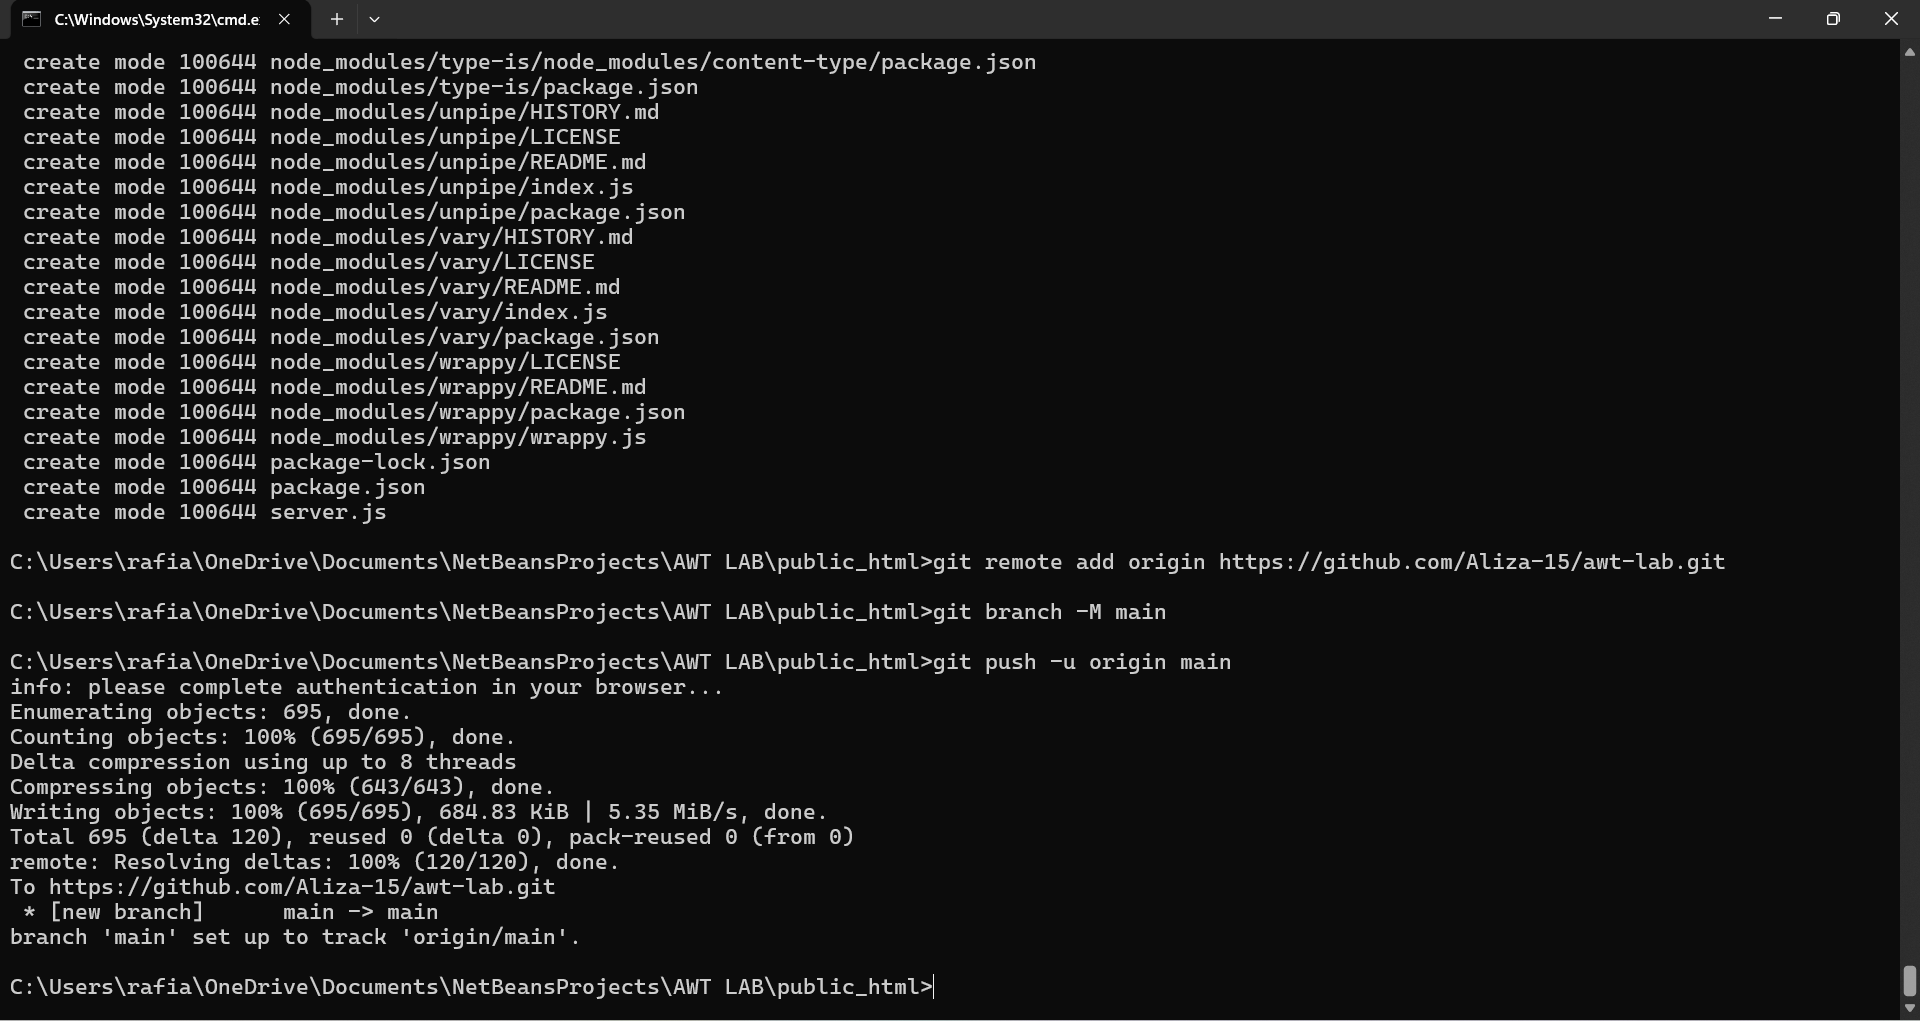 C:\Windows\System32\cmd.e
create mode 100644 node_modules/type-is/node_modules/content-type/package.json
create mode 100644 node_modules/type-is/package.json
create mode 100644 node_modules/unpipe/HISTORY.md
create mode 100644 node_modules/unpipe/LICENSE
create mode 100644 node_modules/unpipe/README.md
create mode 100644 node_modules/unpipe/index.js
create mode 100644 node_modules/unpipe/package.json
create mode 100644 node_modules/vary/HISTORY.md
create mode 100644 node_modules/vary/LICENSE
create mode 100644 node_modules/vary/README.md
create mode 100644 node_modules/vary/index.js
create mode 100644 node_modules/vary/package.json
create mode 100644 node_modules/wrappy/LICENSE
create mode 100644 node_modules/wrappy/README.md
create mode 100644 node_modules/wrappy/package.json
create mode 100644 node_modules/wrappy/wrappy.js
create mode 100644 package-lock.json
create mode 100644 package.json
create mode 100644 server.js
C:\Users\rafia\OneDrive\Documents\NetBeansProjects\AWT LAB\public_html>git remote add origin https://github.com/Aliza-15/awt-lab.git
C:\Users\rafia\OneDrive\Documents\NetBeansProjects\AWT LAB\public_html>git branch -M main
C:\Users\rafia\OneDrive\Documents\NetBeansProjects\AWT LAB\public_html>git push -u origin main
info: please complete authentication in your browser...
Enumerating objects: 695, done.
Counting objects: 100% (695/695), done.
Delta compression using up to 8 threads
Compressing objects: 100% (643/643), done.
Writing objects: 100% (695/695), 684.83 KiB | 5.35 MiB/s, done.
Total 695 (delta 120), reused 0 (delta 0), pack-reused 0 (from 0)
remote: Resolving deltas: 100% (120/120), done.
To https://github.com/Aliza-15/awt-lab.git
* [new branch]      main -> main
branch 'main' set up to track 'origin/main'.
C:\Users\rafia\OneDrive\Documents\NetBeansProjects\AWT LAB\public_html>